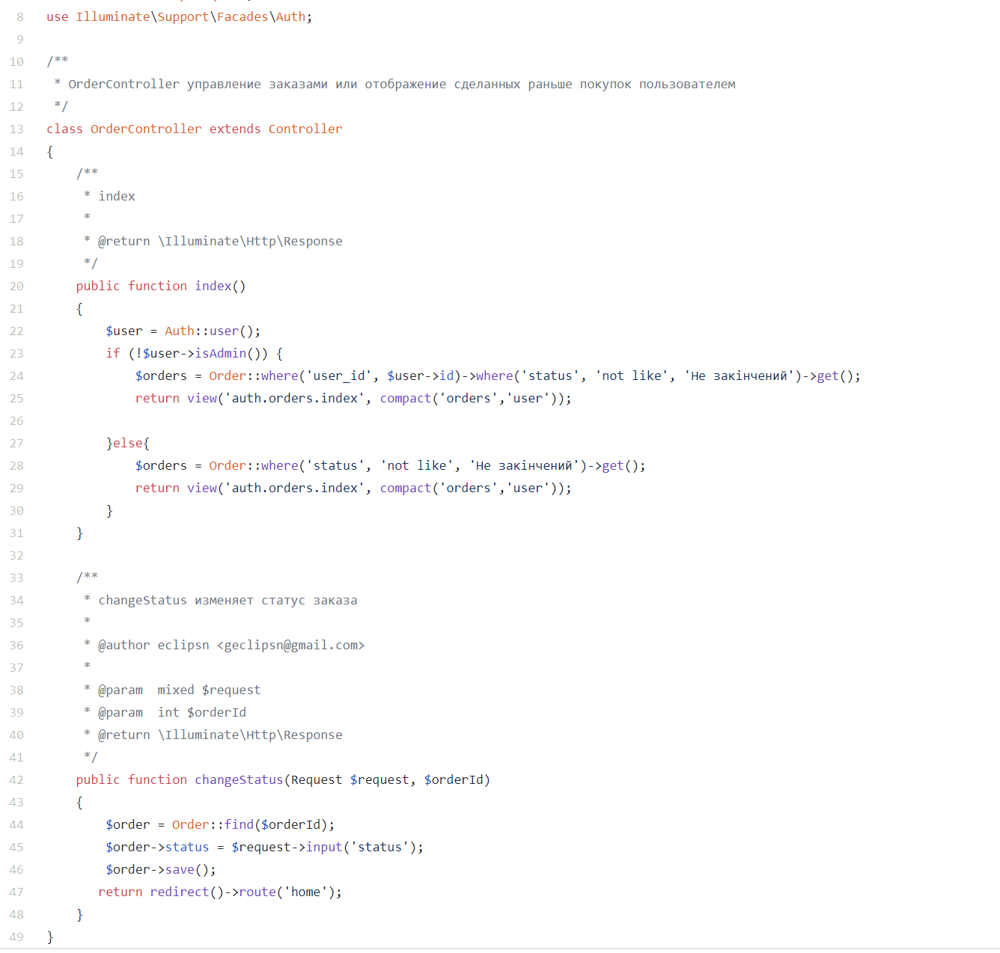 8 use Illuminate\Support\Facades\Auth;
9
10 /**
11 * OrderController управление заказами или отображение сделанных раньше покупок пользователем
12 */
13 class OrderController extends Controller
14 {
15 /**
16 * index
17 *
18 * @return \Illuminate\Http\Response
19 */
20 public function index()
21 {
22 $user = Auth::user();
23 if (!$user->isAdmin()) {
24 $orders = Order::where('user_id', $user->id)->where('status', 'not like', 'Не закінчений')->get();
25 return view('auth.orders.index', compact('orders','user'));
26
27 }else{
28 $orders = Order::where('status', 'not like', 'Не закінчений')->get();
29 return view('auth.orders.index', compact('orders','user'));
30 }
31 }
32
33 /**
34 * changeStatus изменяет статус заказа
35 *
36 * @author eclipsn <geclipsn@gmail.com>
37 *
38 * @param  mixed $request
39 * @param  int $orderId
40 * @return \Illuminate\Http\Response
41 */
42 public function changeStatus(Request $request, $orderId)
43 {
44 $order = Order::find($orderId);
45 $order->status = $request->input('status');
46 $order->save();
47 return redirect()->route('home');
48 }
49 }